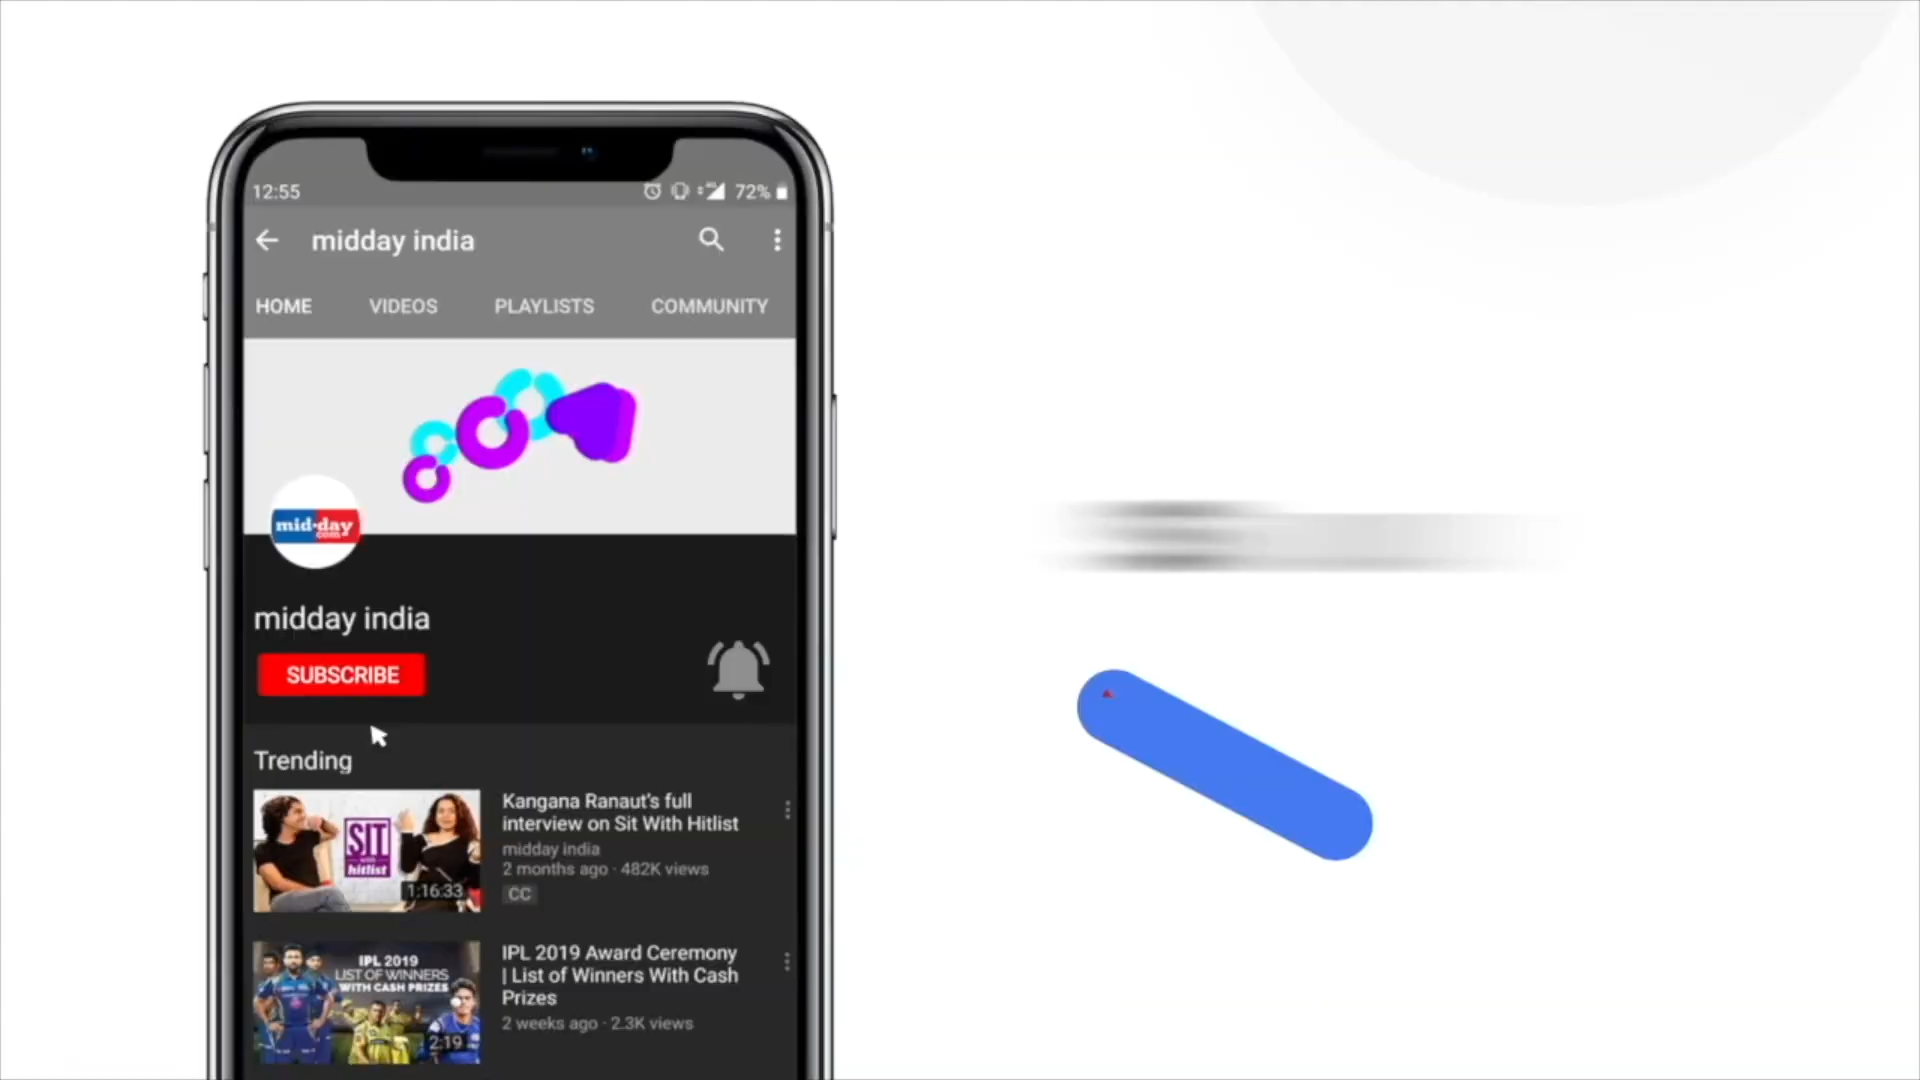 12:55
72%
midday india
HOME VIDEOS PLAYLISTS COMMUNITY
mid-day
.com
midday india
SUBSCRIBE
Trending
SIT
with
hitlist
1:16:33
Kangana Ranaut's full
interview on Sit With Hitlist
midday india
2 months ago · 482K views
CC
IPL 2019
LIST OF WINNERS
WITH CASH PRIZES
2:19
IPL 2019 Award Ceremony
| List of Winners With Cash
Prizes
2 weeks ago · 2.3K views